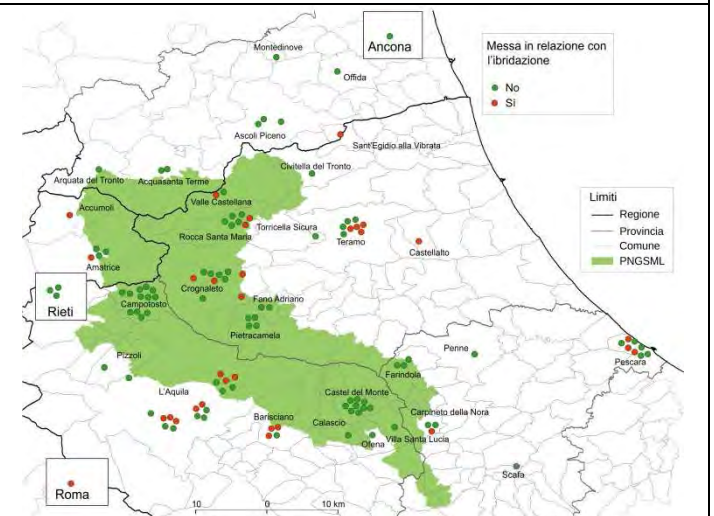 Montedinove
Ancona
Messa in relazione con
l'ibridazione
No
Sì
Offida
Ascoli Piceno
Sant'Egidio alla Vibrata
Civitella del Tronto
Arquata del Tronto
Acquasanta Terme
Valle Castellana
Accumoli
Limiti
Regione
Provincia
Comune
PNGSML
Rocca Santa Maria
Torricella Sicura
Teramo
Castellalto
Amatrice
Crognaleto
Rieti
Campotosto
Fano Adriano
Pietracamela
Pizzoli
Penne
Farindola
Pescara
L'Aquila
Castel del Monte
Barisciano
Calascio
Carpineto della Nora
Ofena
Villa Santa Lucia
Scafa
Roma
10 0 10 km